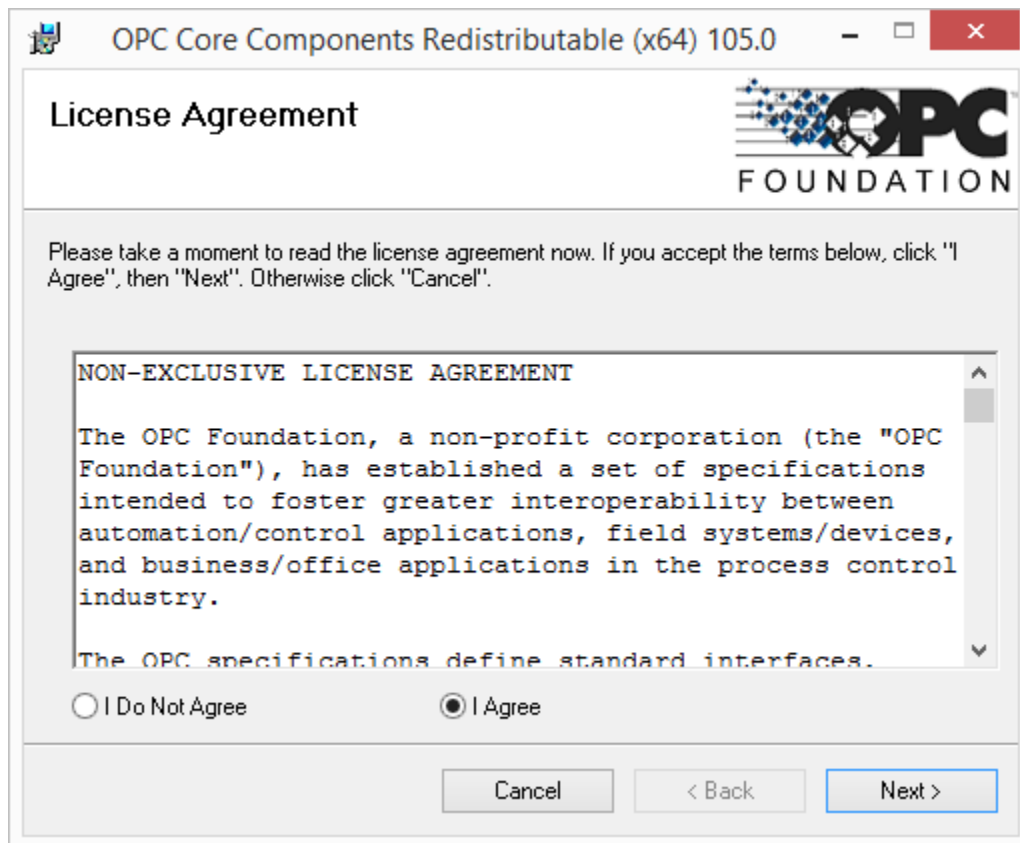 OPC Core Components Redistributable (x64) 105.0
License Agreement
OPC
FOUNDATION
Please take a moment to read the license agreement now. If you accept the terms below, click "I
Agree", then "Next". Otherwise click "Cancel".
NON-EXCLUSIVE LICENSE AGREEMENT
The OPC Foundation, a non-profit corporation (the "OPC
Foundation"), has established a set of specifications
intended to foster greater interoperability between
automation/control applications, field systems/devices,
and business/office applications in the process control
industry.
The OPC specifications define standard interfaces,
I Do Not Agree
I Agree
Cancel
< Back
Next >